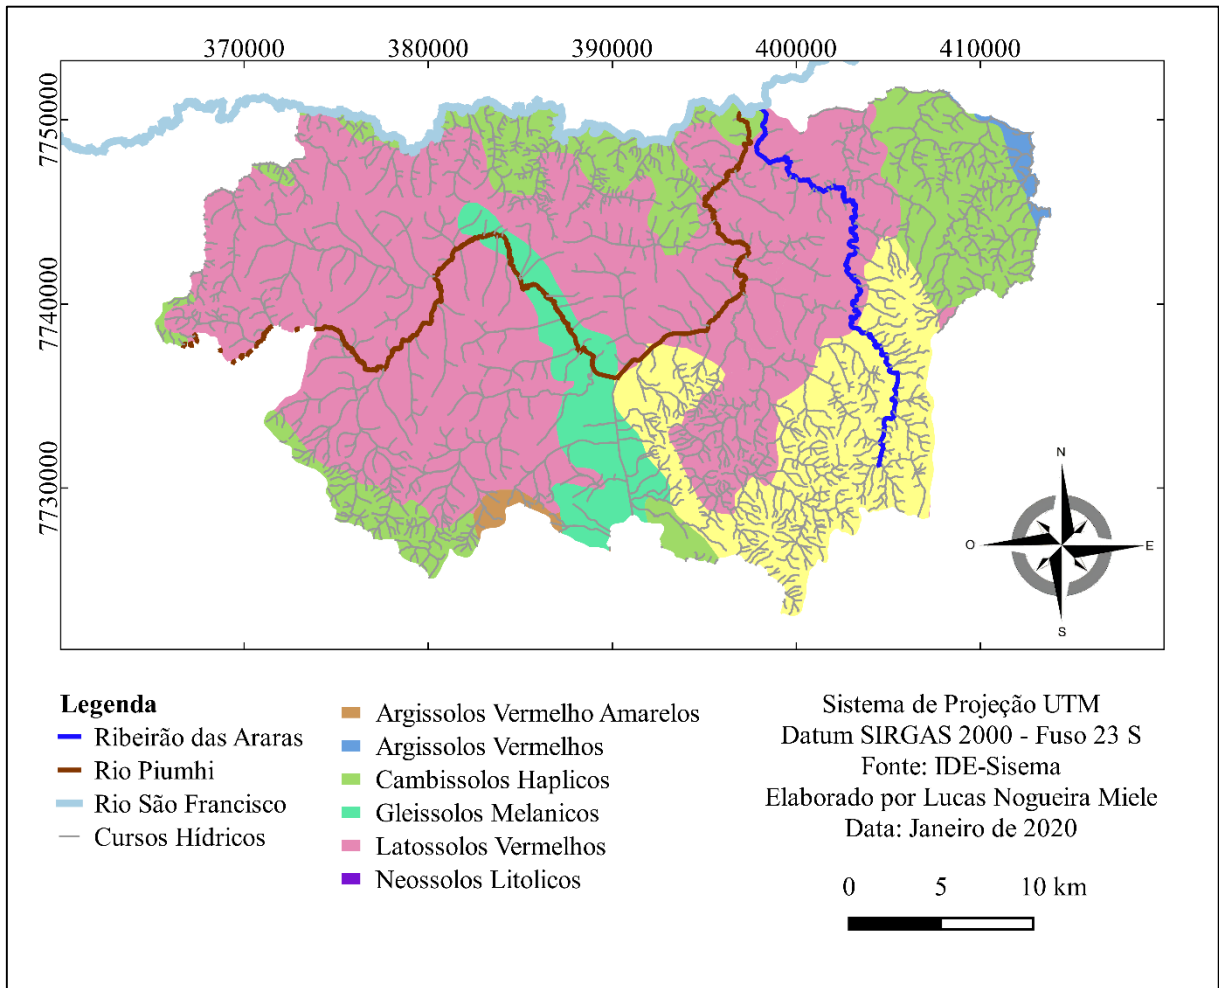 370000 380000 390000 400000 410000
7750000
7740000
7730000
N
O E
S
Legenda
Ribeirão das Araras
Rio Piumhi
Rio São Francisco
Cursos Hídricos
Argissolos Vermelho Amarelos
Argissolos Vermelhos
Cambissolos Haplicos
Gleissolos Melanicos
Latossolos Vermelhos
Neossolos Litolicos
Sistema de Projeção UTM
Datum SIRGAS 2000 - Fuso 23 S
Fonte: IDE-Sisema
Elaborado por Lucas Nogueira Miele
Data: Janeiro de 2020
0 5 10 km